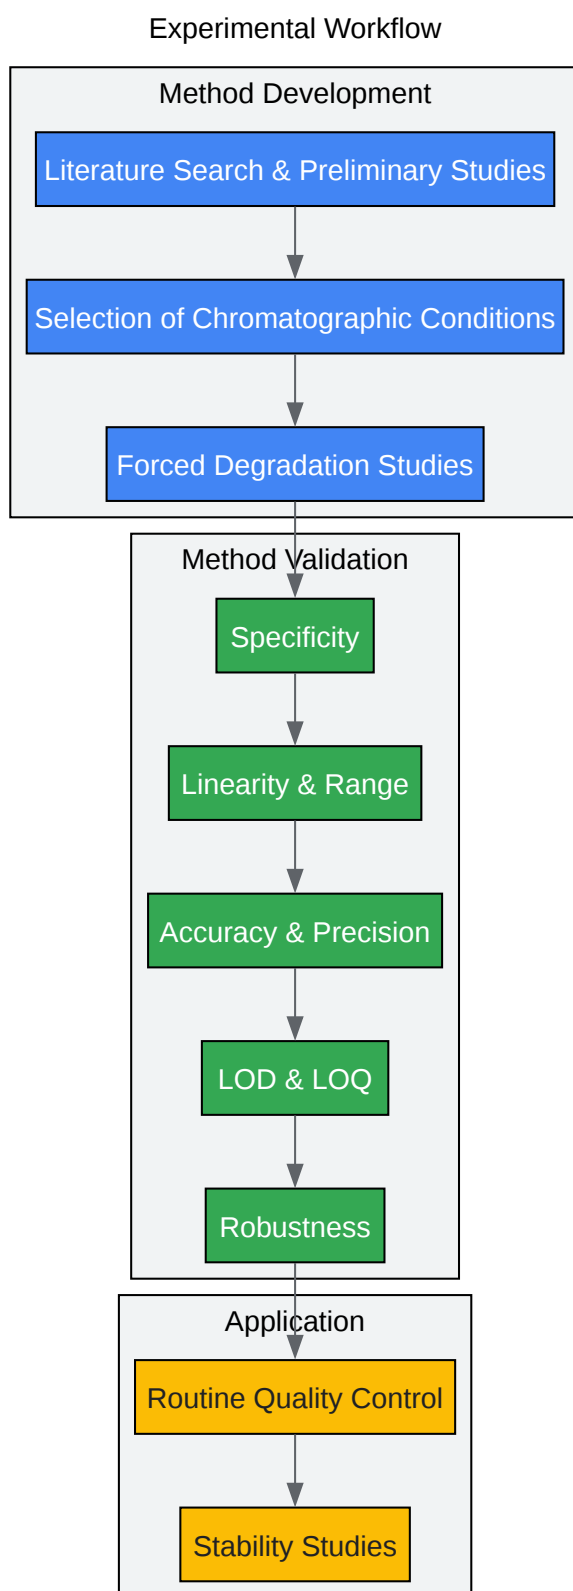 Experimental Workflow
Method Development
Literature Search & Preliminary Studies
Selection of Chromatographic Conditions
Forced Degradation Studies
Method Validation
Specificity
Linearity & Range
Accuracy & Precision
LOD & LOQ
Robustness
Application
Routine Quality Control
Stability Studies